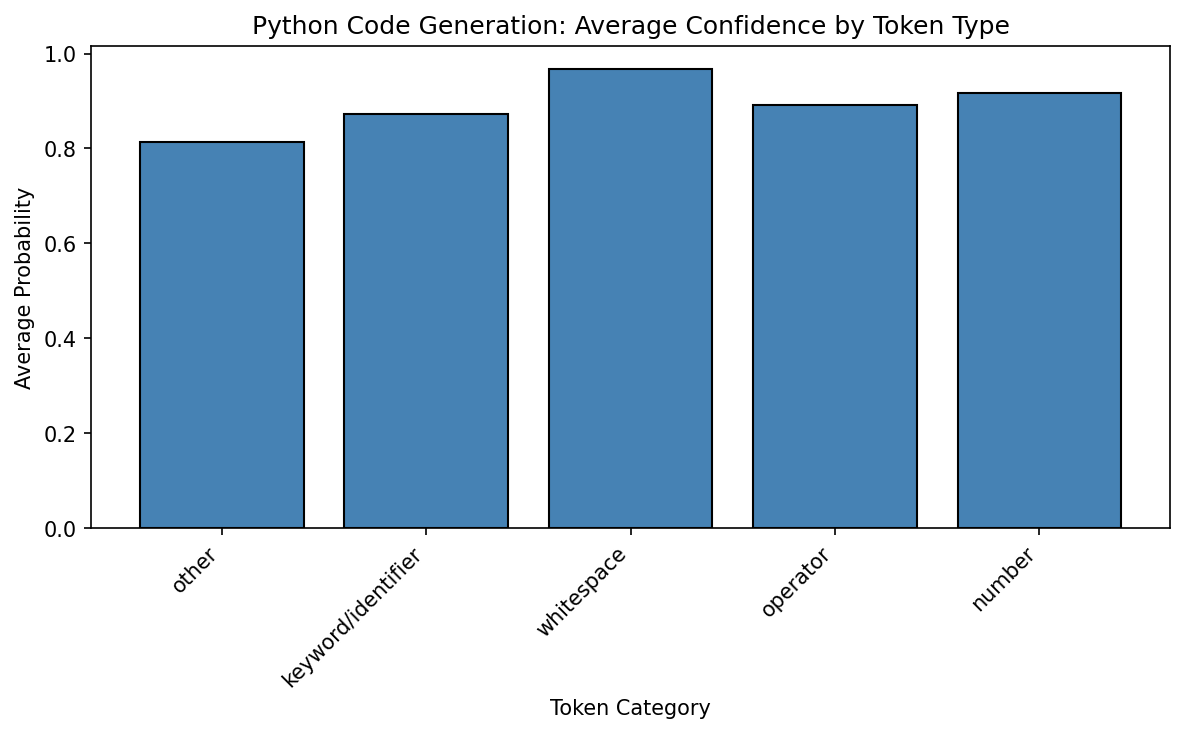 Python Code Generation: Average Confidence by Token Type
Average Probability
1.0
0.8
0.6
0.4
0.2
0.0
other
keyword/identifier
whitespace
operator
number
Token Category